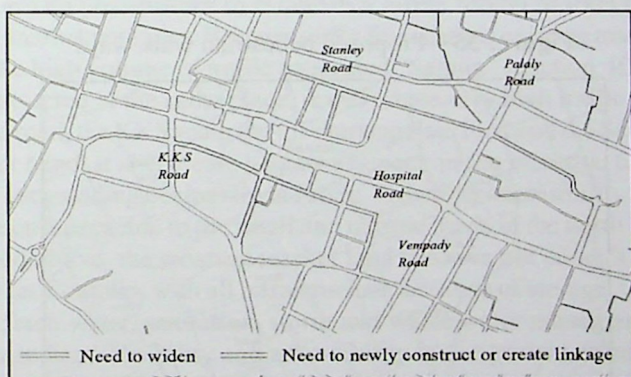 Stanley
Road
Palaly
Road
K.K.S
Road
Hospital
Road
Vempady
Road
Need to widen
Need to newly construct or create linkage